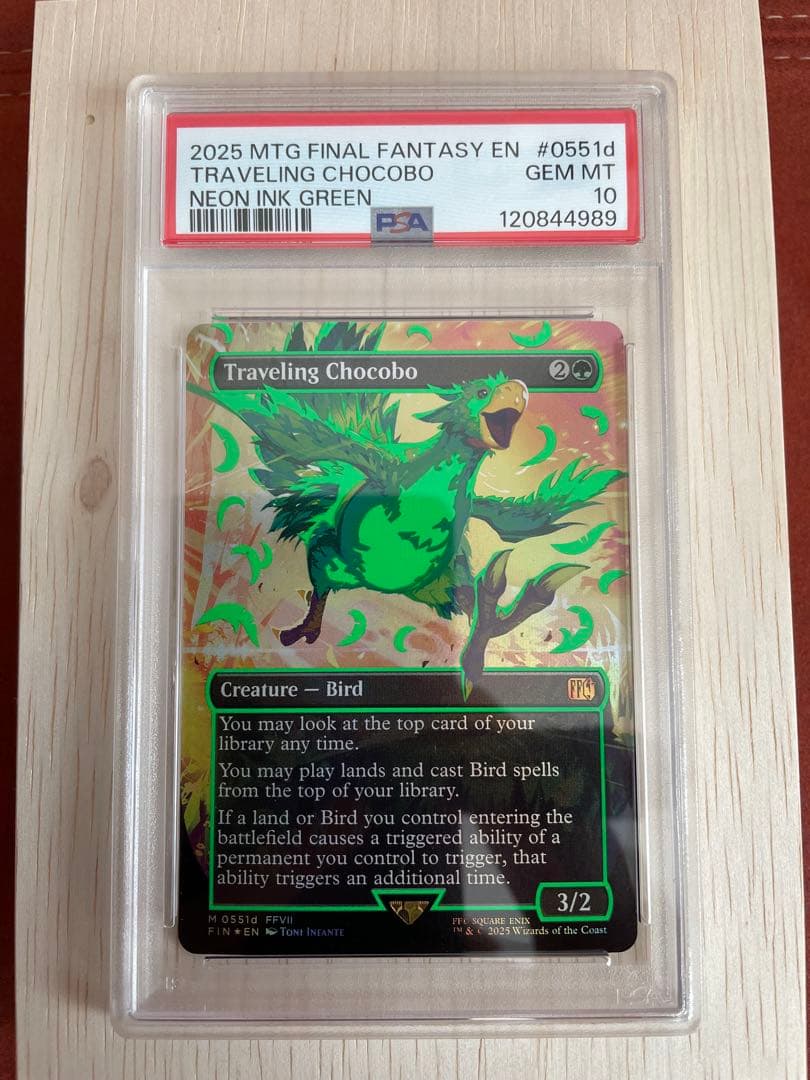 2025 MTG FINAL FANTASY EN #0551d
TRAVELING CHOCOBO GEM MT
NEON INK GREEN 10
PSA 120844989
Traveling Chocobo 2
Creature — Bird
You may look at the top card of your
library any time.
You may play lands and cast Bird spells
from the top of your library.
If a land or Bird you control entering the
battlefield causes a triggered ability of a
permanent you control to trigger, that
ability triggers an additional time.
3/2
M 0551d FFVII
FIN★EN TONI INFANTE
SQUARE ENIX
™ & © 2025 Wizards of the Coast